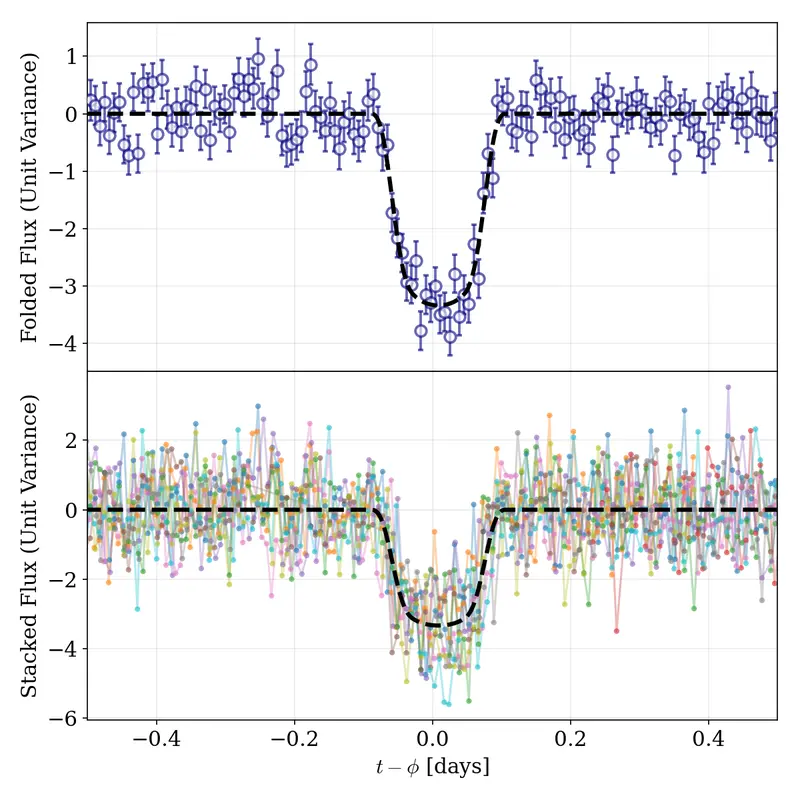 Folded Flux (Unit Variance)
1
0
−1
−2
−3
−4
Stacked Flux (Unit Variance)
2
0
−2
−4
−6
−0.4 −0.2 0.0 0.2 0.4
t − ϕ [days]